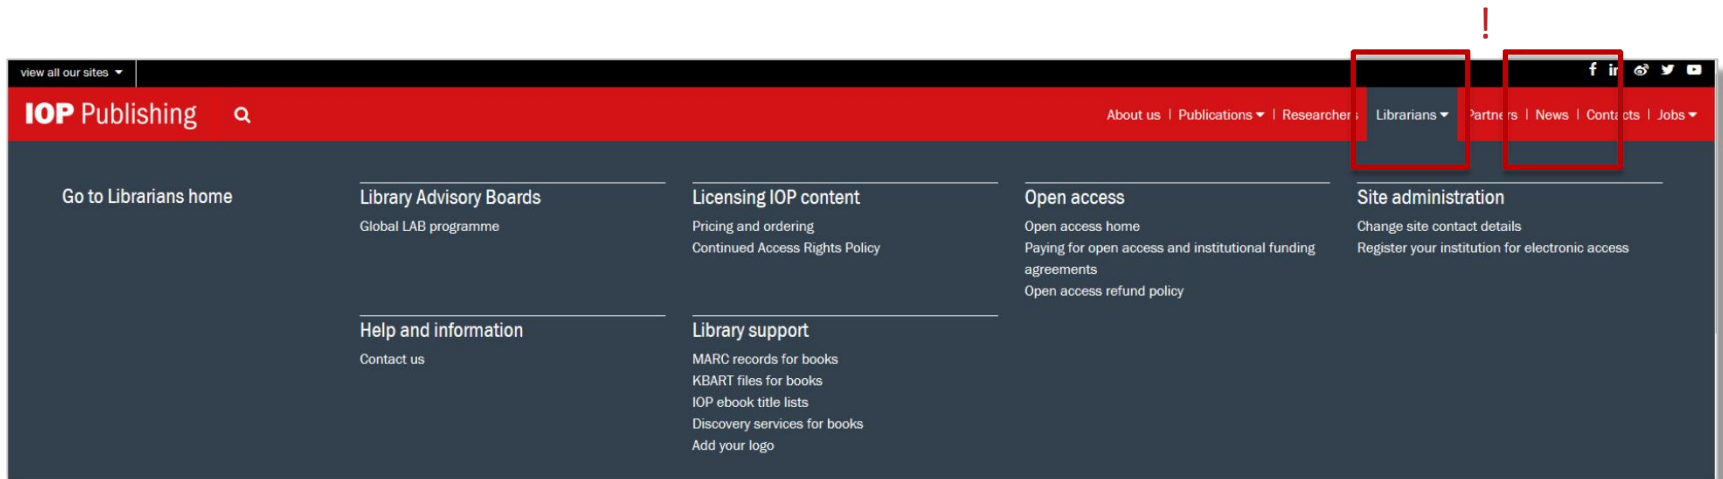 !
view all our sites
IOP Publishing
About us | Publications | Researchers Librarians Partners | News | Contacts | Jobs
Go to Librarians home
Library Advisory Boards
Global LAB programme
Licensing IOP content
Pricing and ordering
Continued Access Rights Policy
Open access
Open access home
Paying for open access and institutional funding
agreements
Open access refund policy
Site administration
Change site contact details
Register your institution for electronic access
Help and information
Contact us
Library support
MARC records for books
KBART files for books
IOP ebook title lists
Discovery services for books
Add your logo